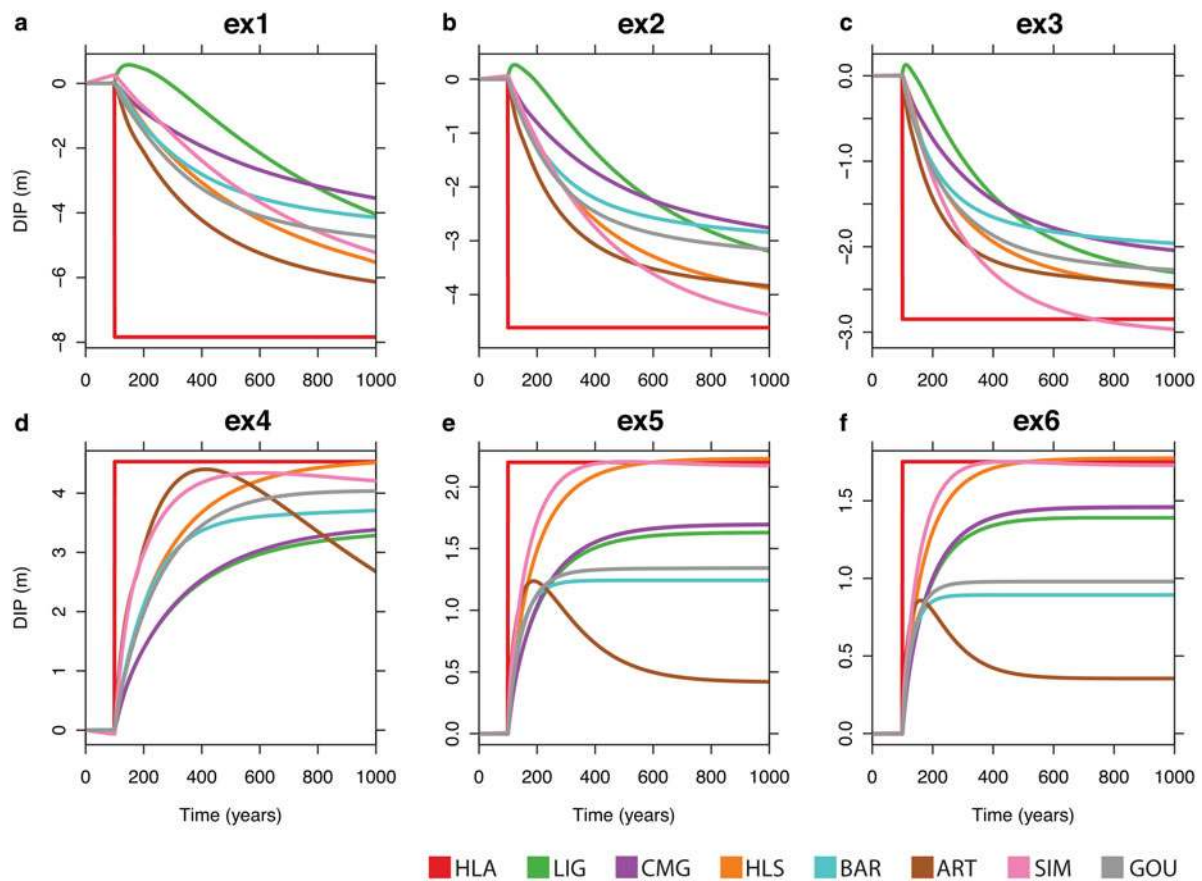 a ex1 b ex2 c ex3
DIP (m)
0
−2
−4
−6
−8
0 200 400 600 800 1000
0
−1
−2
−3
−4
0 200 400 600 800 1000
0.0
−1.0
−2.0
−3.0
0 200 400 600 800 1000
d ex4 e ex5 f ex6
DIP (m)
4
3
2
1
0
0 200 400 600 800 1000
2.0
1.5
1.0
0.5
0.0
0 200 400 600 800 1000
1.5
1.0
0.5
0.0
0 200 400 600 800 1000
Time (years) Time (years) Time (years)
HLA LIG CMG HLS BAR ART SIM GOU